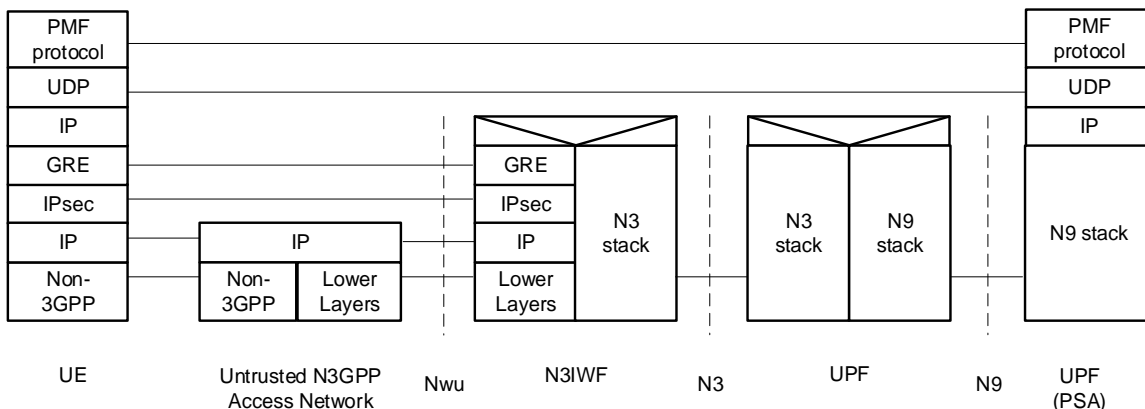 PMF
protocol
UDP
IP
GRE
IPsec
IP
Non-
3GPP
UE
IP
Non-
3GPP
Lower
Layers
Untrusted N3GPP
Access Network
Nwu
GRE
IPsec
IP
Lower
Layers
N3
stack
N3IWF
N3
N3
stack
N9
stack
UPF
N9
PMF
protocol
UDP
IP
N9 stack
UPF
(PSA)